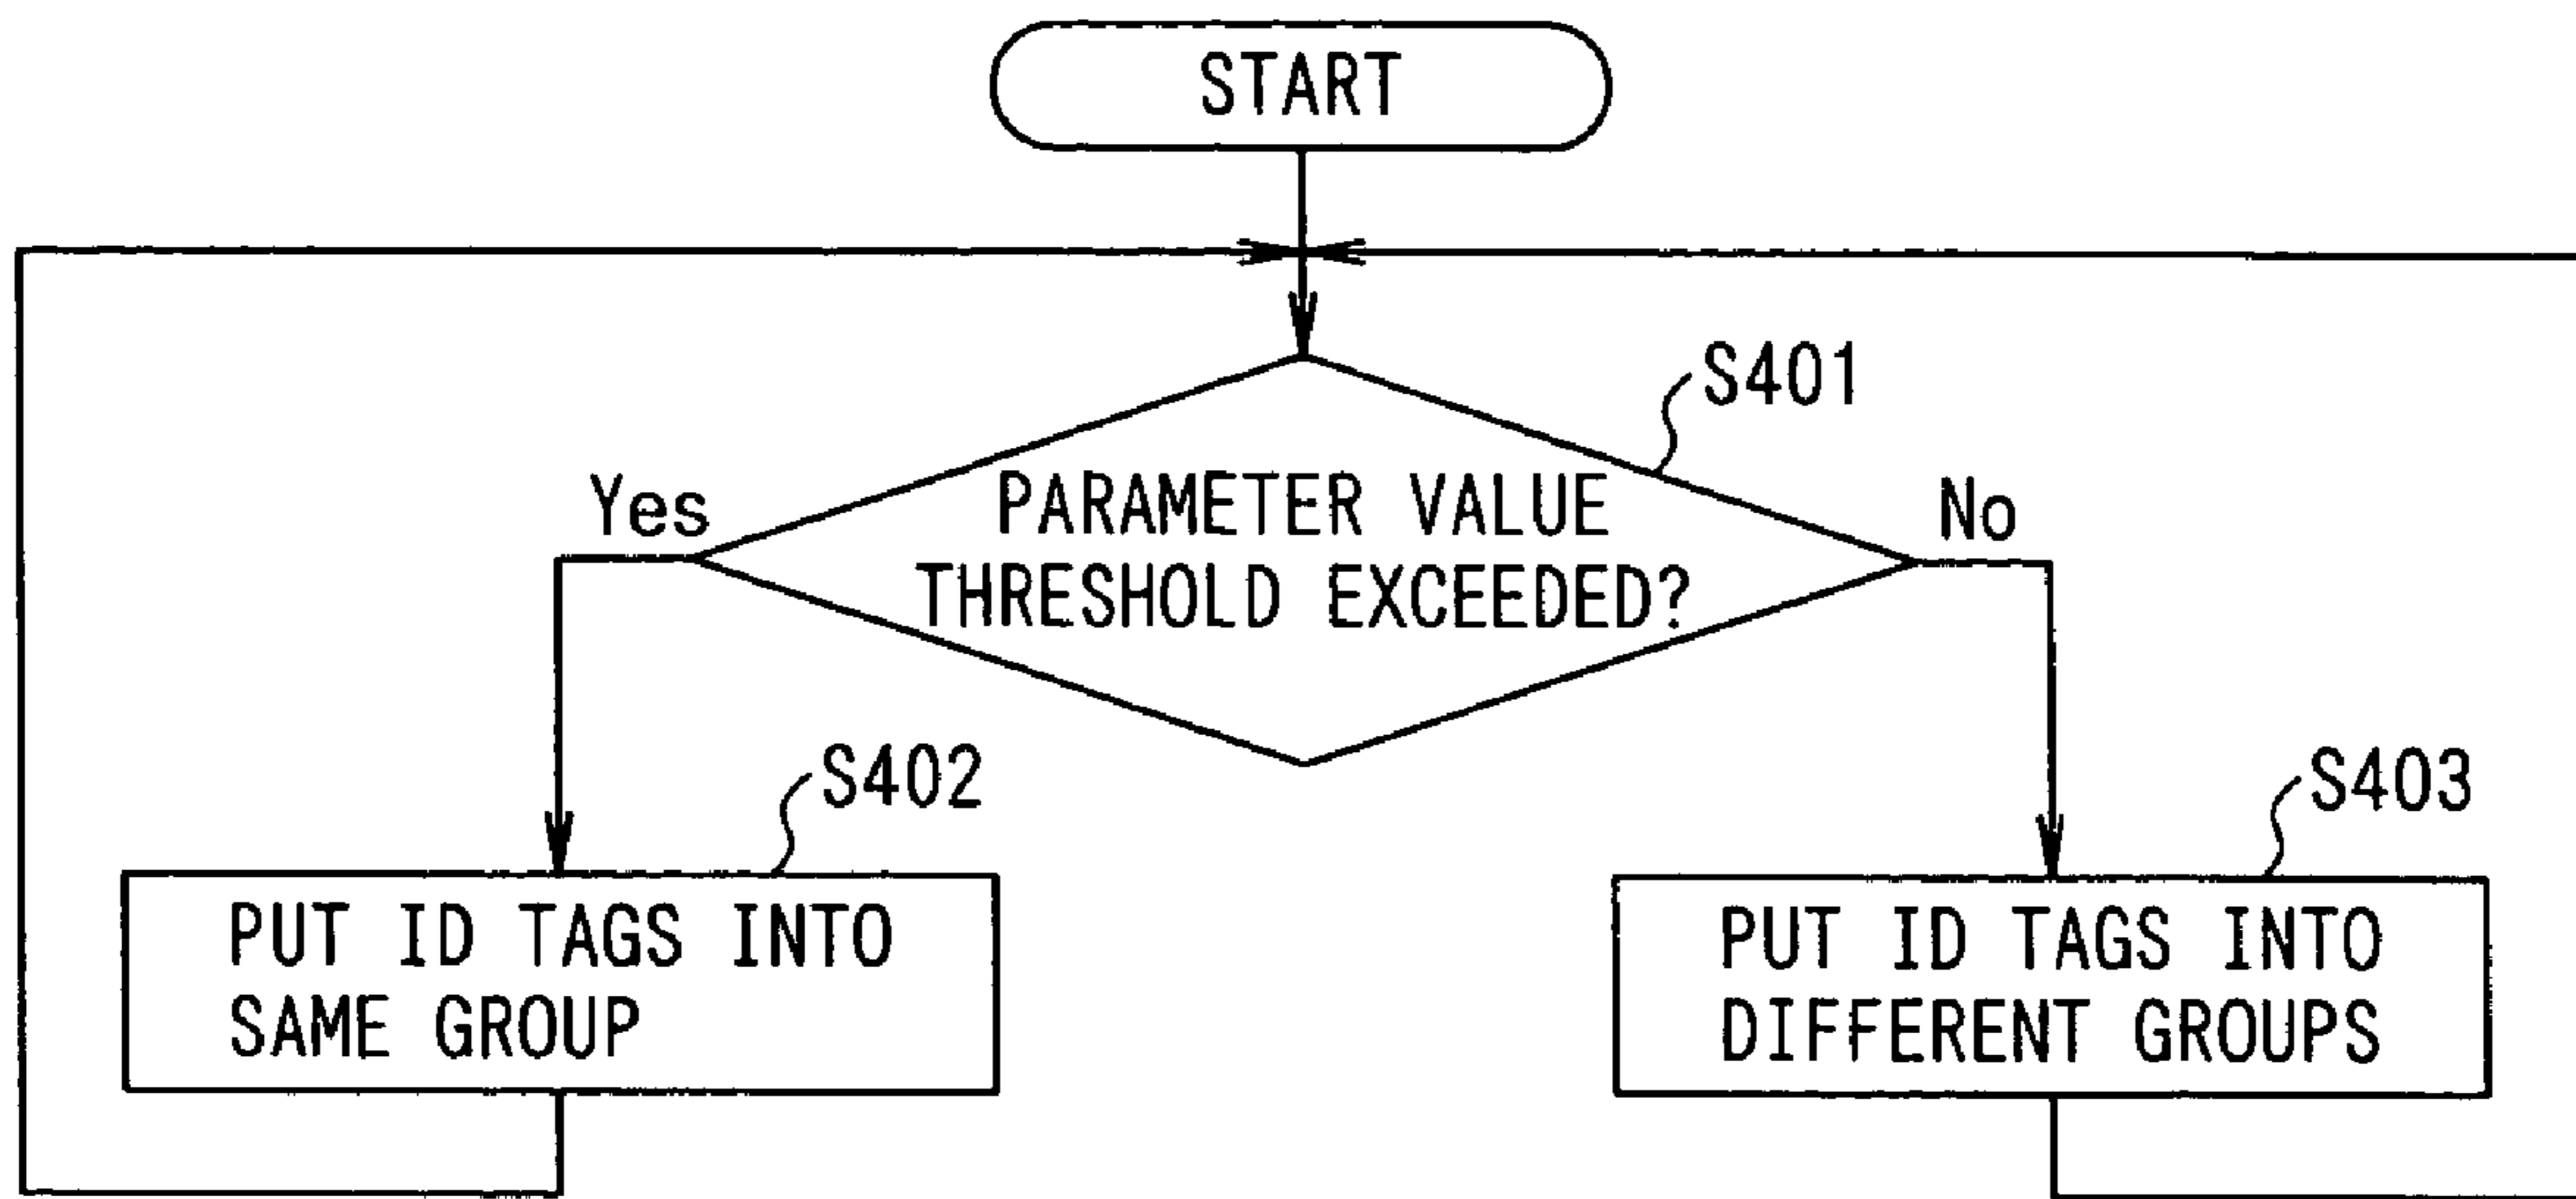 START
S401
PARAMETER VALUE
THRESHOLD EXCEEDED?
Yes
No
S402
PUT ID TAGS INTO
SAME GROUP
S403
PUT ID TAGS INTO
DIFFERENT GROUPS